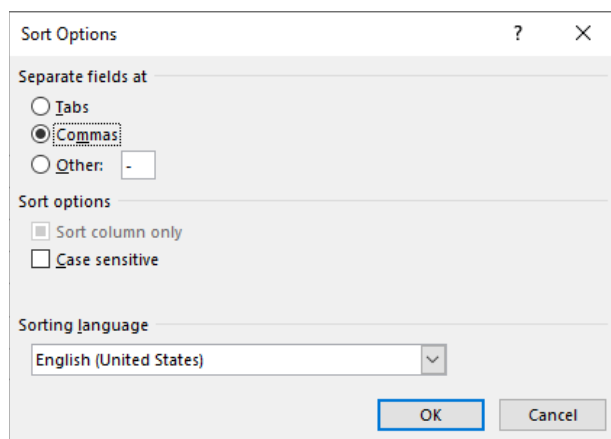 Sort Options ?
Separate fields at
Tabs
Commas
Other: -
Sort options
Sort column only
Case sensitive
Sorting language
English (United States)
OK Cancel